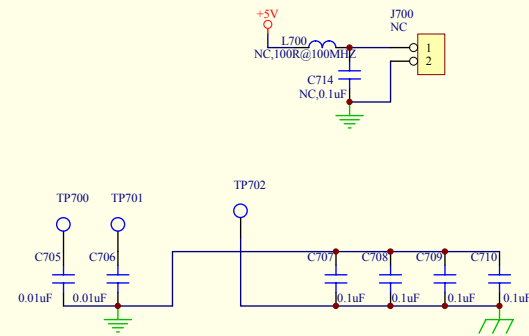 +5V
J700
NC
L700
NC,100R@100MHZ
1
2
C714
NC,0.1uF
TP700
TP701
TP702
C705
C706
C707
C708
C709
C710
0.01uF
0.01uF
0.1uF
0.1uF
0.1uF
0.1uF